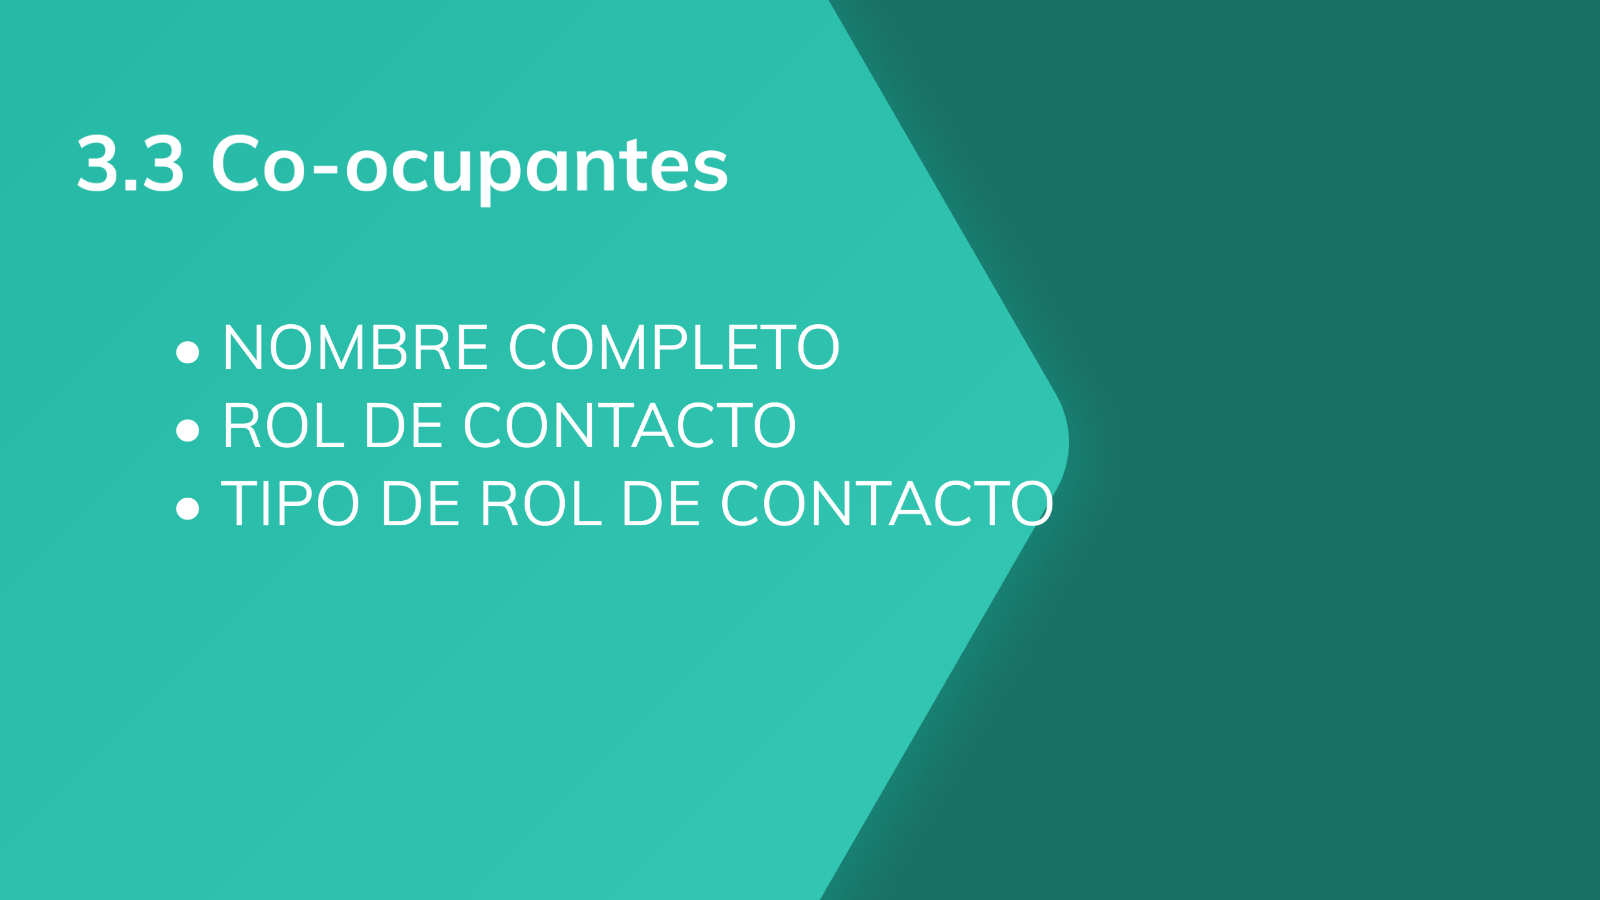 3.3 Co-ocupantes
• NOMBRE COMPLETO
• ROL DE CONTACTO
• TIPO DE ROL DE CONTACTO